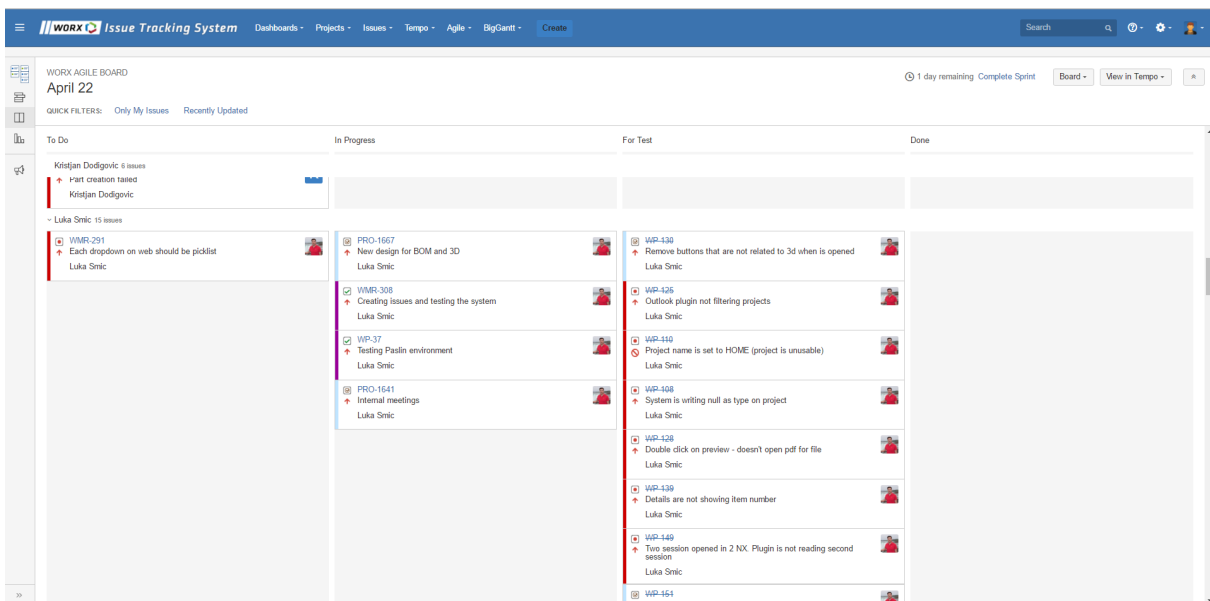 WORX Issue Tracking System Dashboards Projects Issues Tempo Agile BigGantt Create Search
WORX AGILE BOARD
April 22
1 day remaining Complete Sprint Board View in Tempo
QUICK FILTERS: Only My Issues Recently Updated
To Do In Progress For Test Done
Kristjan Dodigovic 6 issues
Part creation failed
Kristjan Dodigovic
Luka Smic 15 issues
WMR-291
Each dropdown on web should be picklist
Luka Smic
PRO-1667
New design for BOM and 3D
Luka Smic
WMR-308
Creating issues and testing the system
Luka Smic
WP-37
Testing Paslin environment
Luka Smic
PRO-1641
Internal meetings
Luka Smic
WP-130
Remove buttons that are not related to 3d when is opened
Luka Smic
WP-125
Outlook plugin not filtering projects
Luka Smic
WP-110
Project name is set to HOME (project is unusable)
Luka Smic
WP-108
System is writing null as type on project
Luka Smic
WP-128
Double click on preview - doesn't open pdf for file
Luka Smic
WP-139
Details are not showing item number
Luka Smic
WP-149
Two session opened in 2 NX. Plugin is not reading second
session
Luka Smic
WP-151